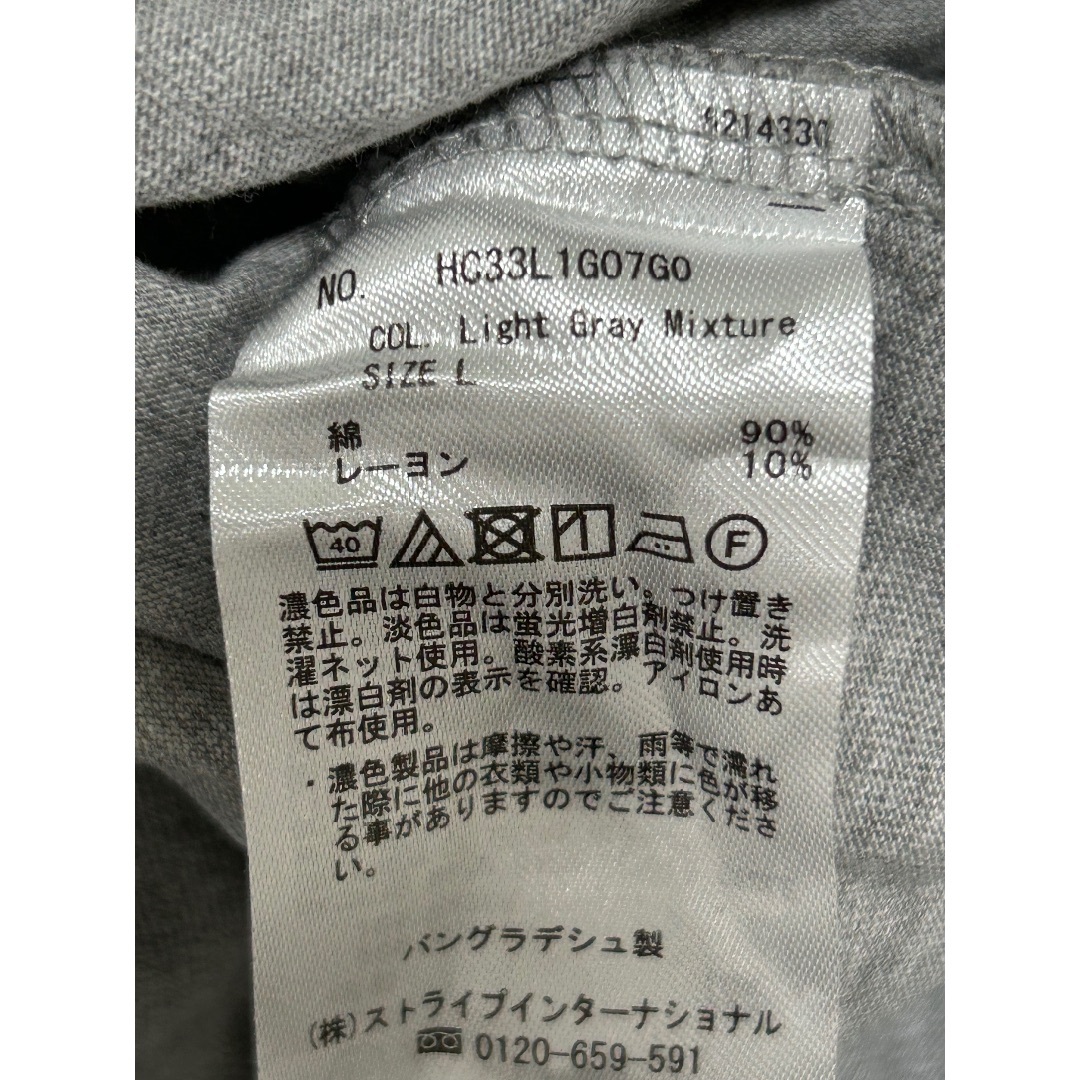 NO. HC33L1G07G0
COL. Light Gray Mixture
SIZE L
綿 90%
レーヨン 10%
40 F
濃色品は白物とは分別洗い。つけ置き
禁止。淡色品は蛍光増白剤禁止。洗
濯ネット使用。酸素系漂白剤使用時
は漂白剤の表示を確認。アイロンあ
て布使用。
・濃色製品は摩擦や汗、雨等で濡れ
た際に他の衣類や小物類に色が移
る事がありますのでご注意くださ
い。
バングラデシュ製
(株)ストライプインターナショナル
0120-659-591